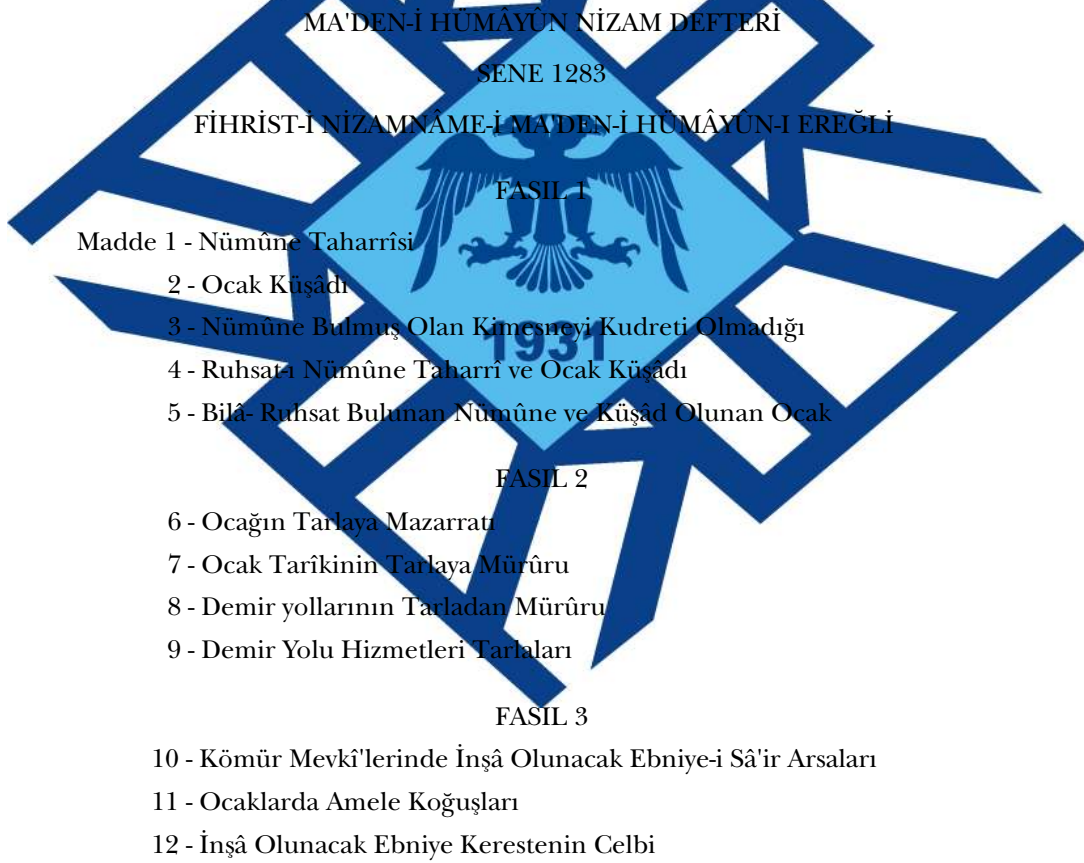 MA'DEN-İ HÜMÂYÛN NİZAM DEFTERİ
SENE 1283
FİHRİST-İ NİZAMNÂME-İ MA'DEN-İ HÜMÂYÛN-I EREĞLİ
FASIL 1
Madde 1 - Nümûne Taharrîsi
2 - Ocak Küşâdı
3 - Nümûne Bulmuş Olan Kimesneyi Kudreti Olmadığı
1931
4 - Ruhsat-ı Nümûne Taharrî ve Ocak Küşâdı
5 - Bilâ- Ruhsat Bulunan Nümûne ve Küşâd Olunan Ocak
FASIL 2
6 - Ocağın Tarlaya Mazarratı
7 - Ocak Tarîkinin Tarlaya Mürûru
8 - Demir yollarının Tarladan Mürûru
9 - Demir Yolu Hizmetleri Tarlaları
FASIL 3
10 - Kömür Mevkî'lerinde İnşâ Olunacak Ebniye-i Sâ'ir Arsaları
11 - Ocaklarda Amele Koğuşları
12 - İnşâ Olunacak Ebniye Kerestenin Celbi